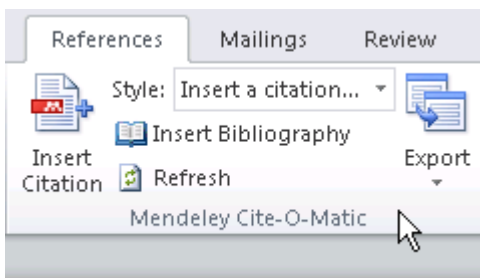 References Mailings Review
Style: Insert a citation...
Insert Bibliography
Insert Citation
Refresh
Export
Mendeley Cite-O-Matic